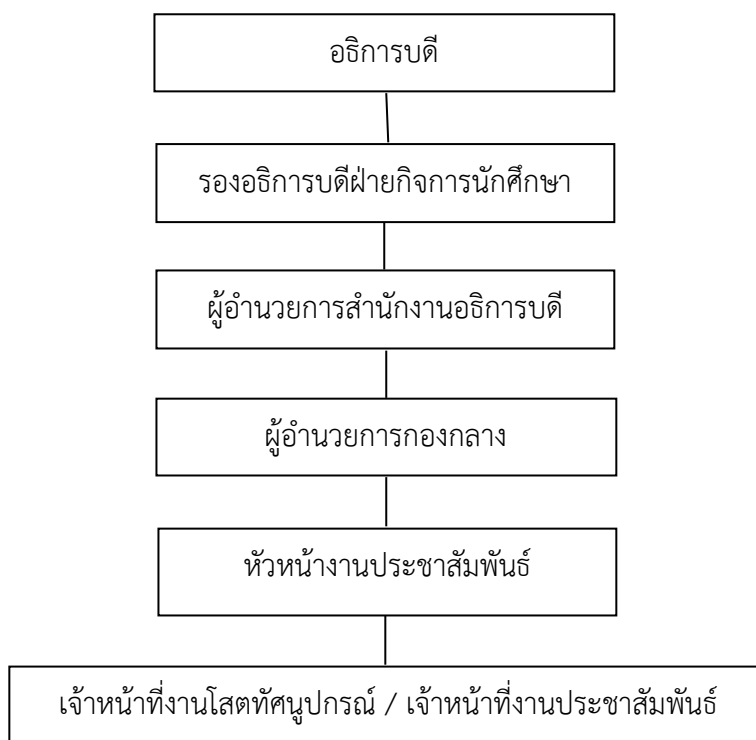 อธิการบดี
รองอธิการบดีฝ่ายกิจการนักศึกษา
ผู้อำนวยการสำนักงานอธิการบดี
ผู้อำนวยการกองกลาง
หัวหน้างานประชาสัมพันธ์
เจ้าหน้าที่งานโสตทัศนูปกรณ์ / เจ้าหน้าที่งานประชาสัมพันธ์